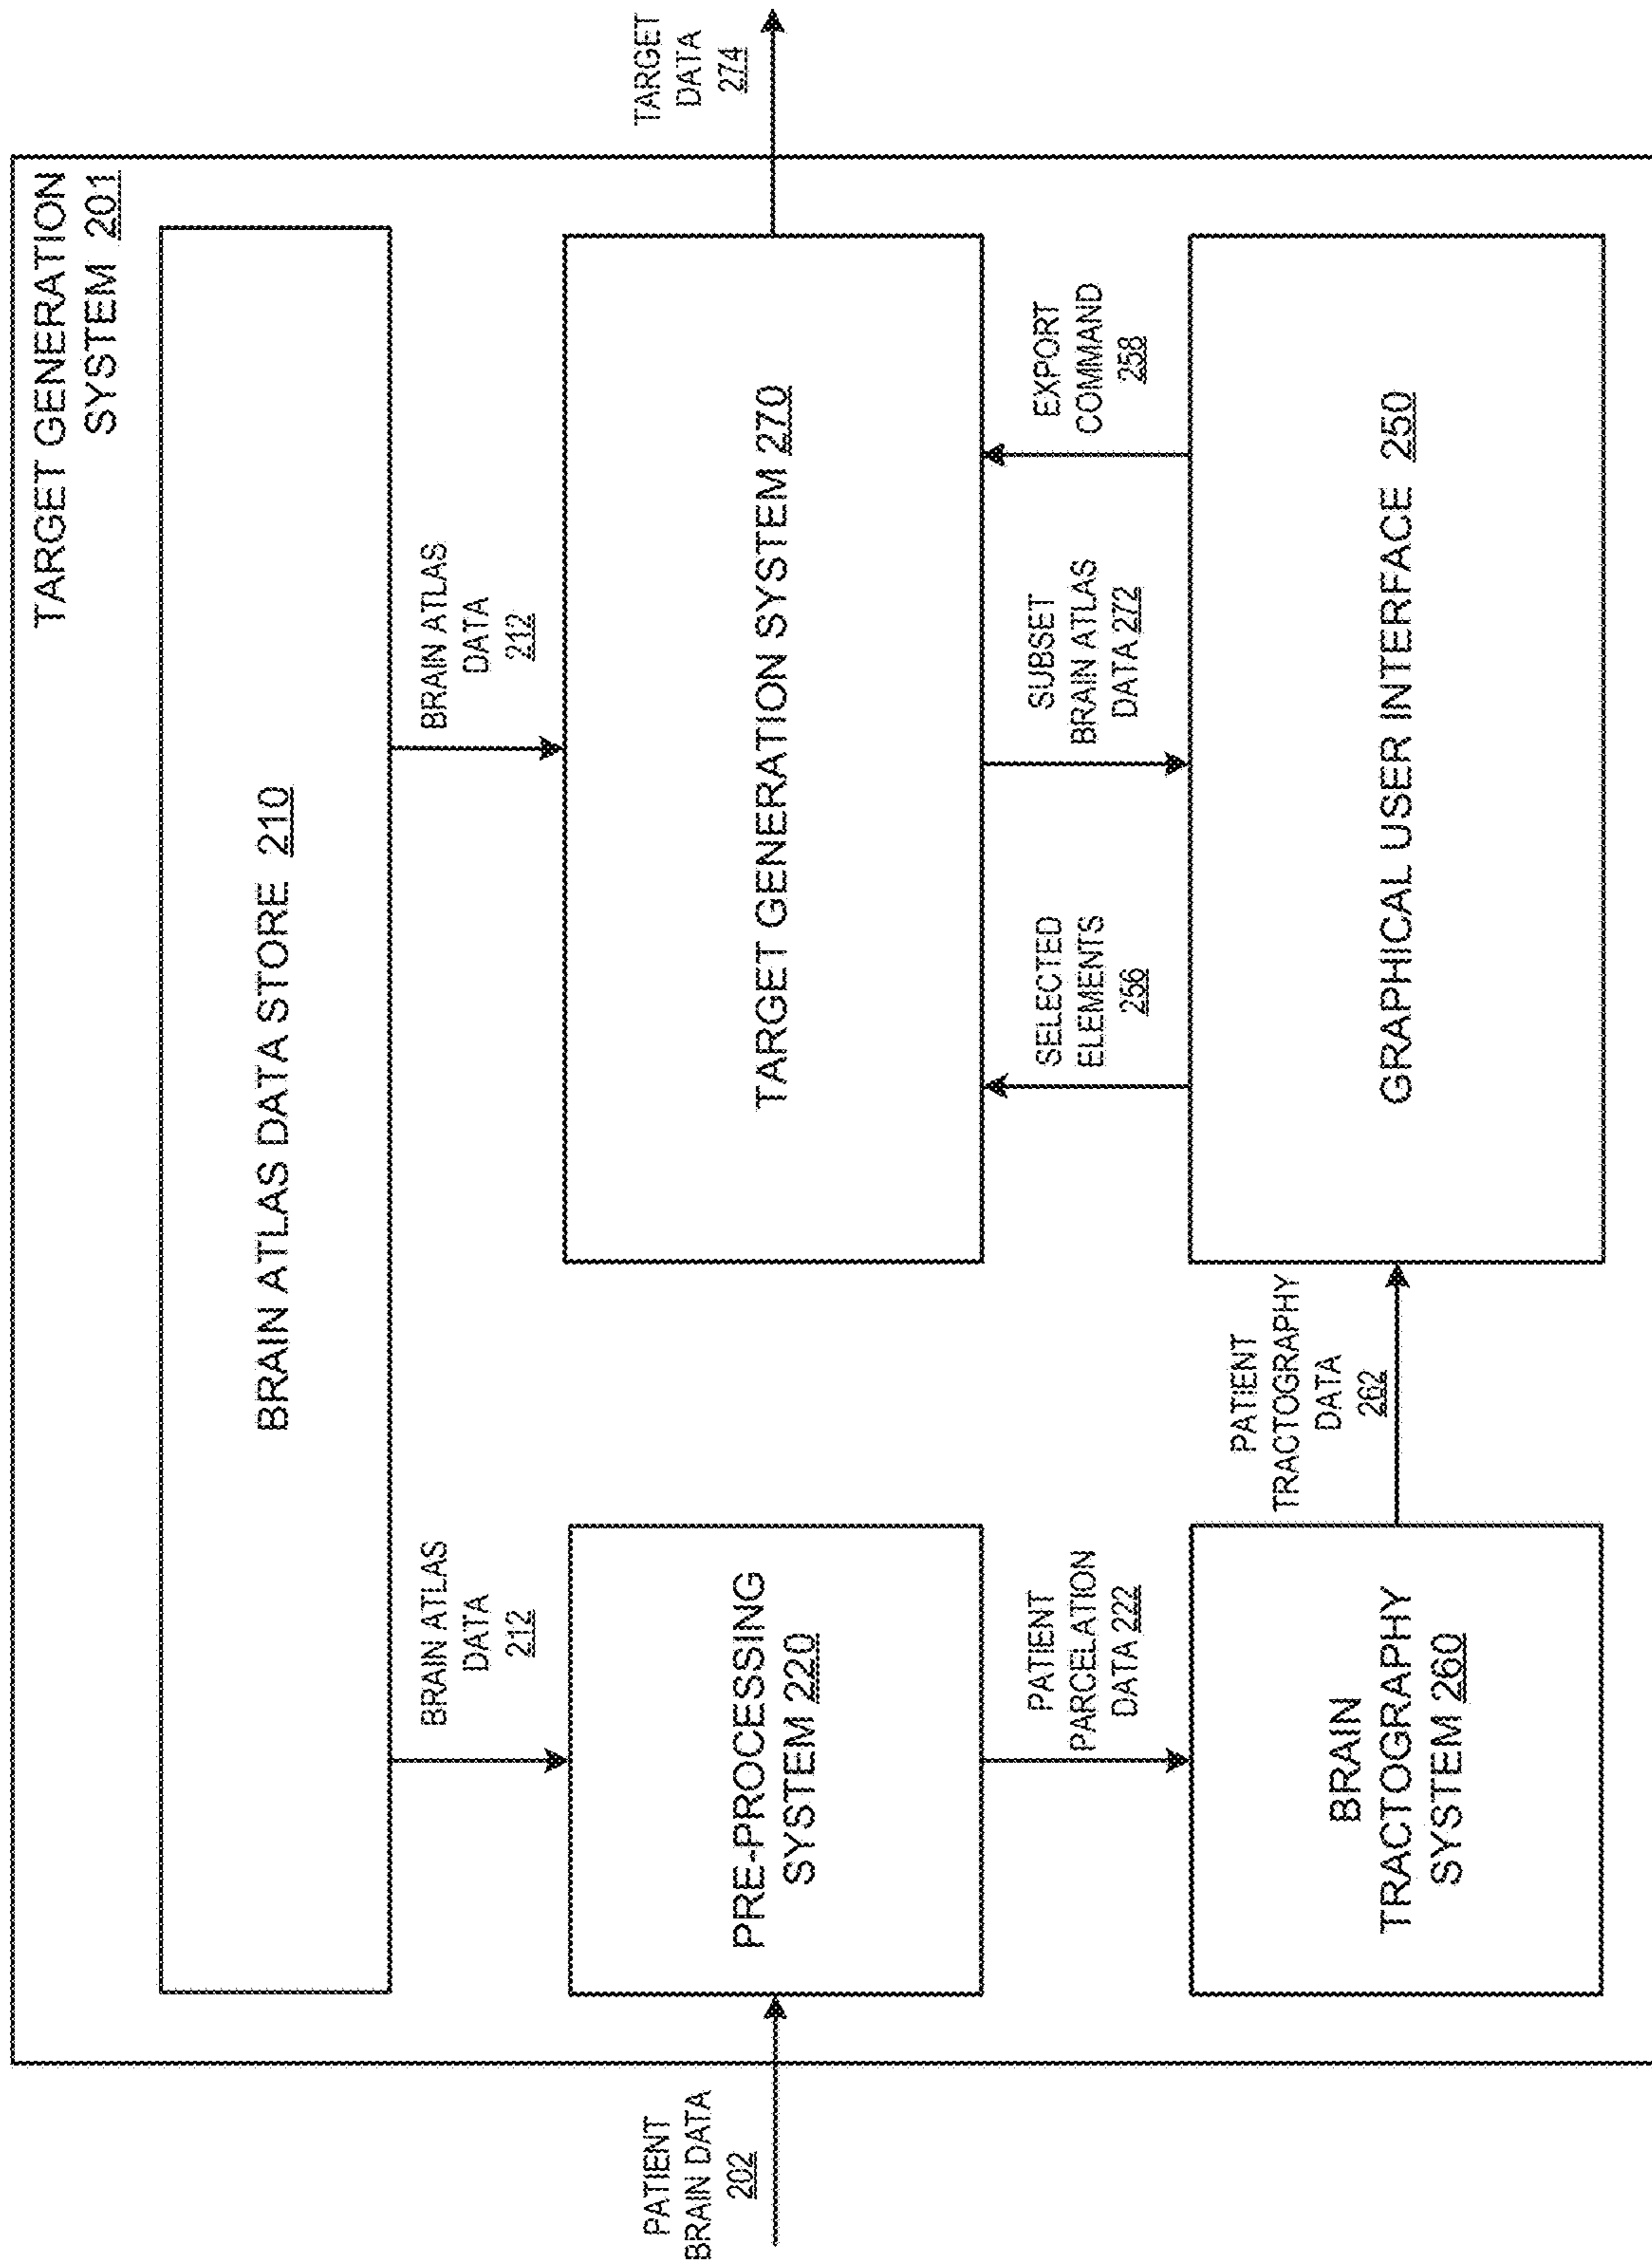 TARGET GENERATION
SYSTEM 201
BRAIN ATLAS DATA STORE 210
BRAIN ATLAS
DATA
212
BRAIN ATLAS
DATA
212
PATIENT
BRAIN DATA
202
PRE-PROCESSING
SYSTEM 220
TARGET GENERATION SYSTEM 270
TARGET
DATA
274
PATIENT
PARCELATION
DATA 222
SELECTED
ELEMENTS
256
SUBSET
BRAIN ATLAS
DATA 272
EXPORT
COMMAND
258
BRAIN
TRACTOGRAPHY
SYSTEM 260
PATIENT
TRACTOGRAPHY
DATA
262
GRAPHICAL USER INTERFACE 250